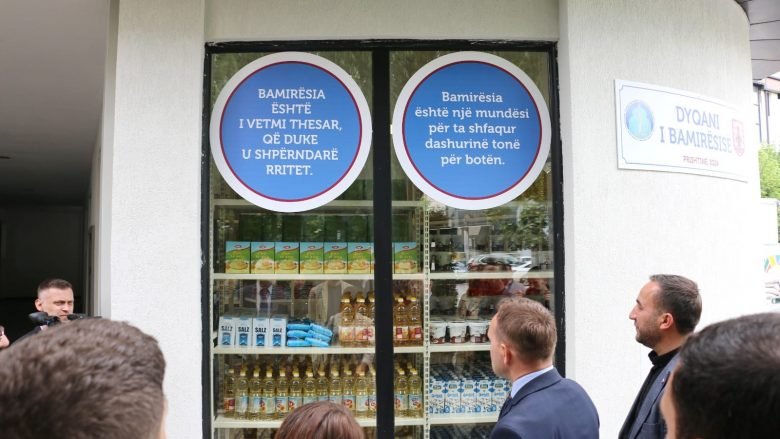 BAMIRËSIA
ËSHTË
I VETMI THESAR,
QË DUKE
U SHPËRNDARË
RRITET.
Bamirësia
është një mundësi
për ta shfaqur
dashurinë tonë
për botën.
DYQANI
I BAMIRËSISË
PRISHTINË, 2024
SALZ SALZ SALZ